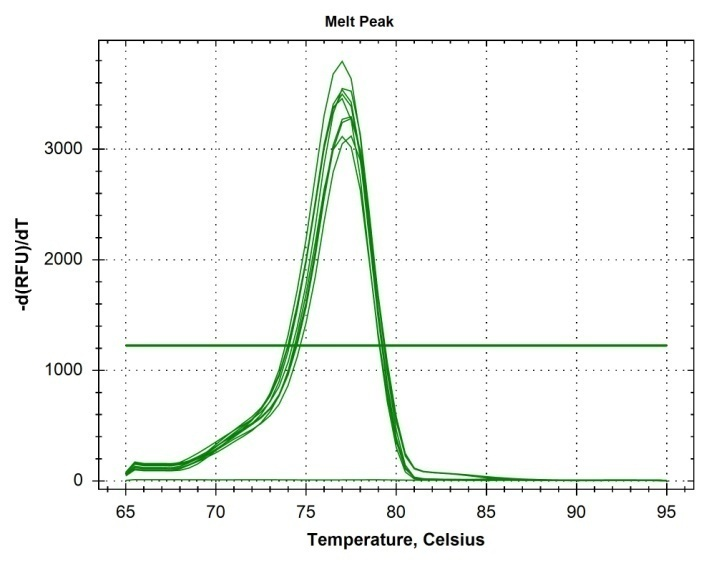 Melt Peak
-d(RFU)/dT
3000
2000
1000
0
65 70 75 80 85 90 95
Temperature, Celsius